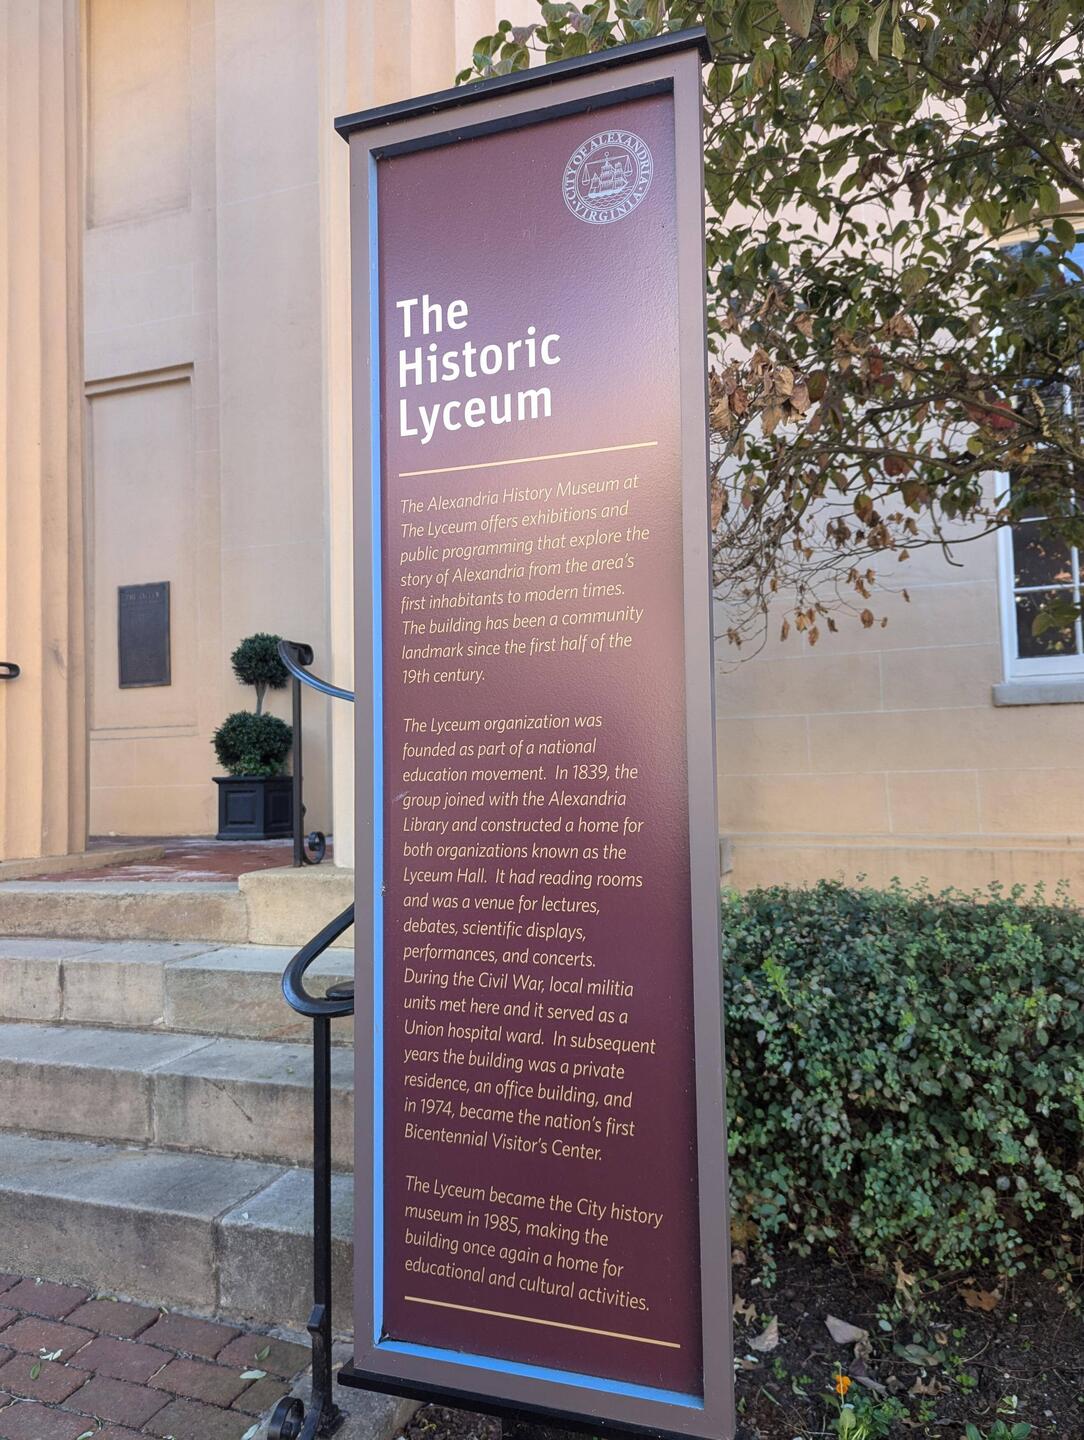 CITY OF ALEXANDRIA
VIRGINIA
The
Historic
Lyceum
The Alexandria History Museum at
The Lyceum offers exhibitions and
public programming that explore the
story of Alexandria from the area's
first inhabitants to modern times.
The building has been a community
landmark since the first half of the
19th century.
The Lyceum organization was
founded as part of a national
education movement. In 1839, the
group joined with the Alexandria
Library and constructed a home for
both organizations known as the
Lyceum Hall. It had reading rooms
and was a venue for lectures,
debates, scientific displays,
performances, and concerts.
During the Civil War, local militia
units met here and it served as a
Union hospital ward. In subsequent
years the building was a private
residence, an office building, and
in 1974, became the nation's first
Bicentennial Visitor's Center.
The Lyceum became the City history
museum in 1985, making the
building once again a home for
educational and cultural activities.